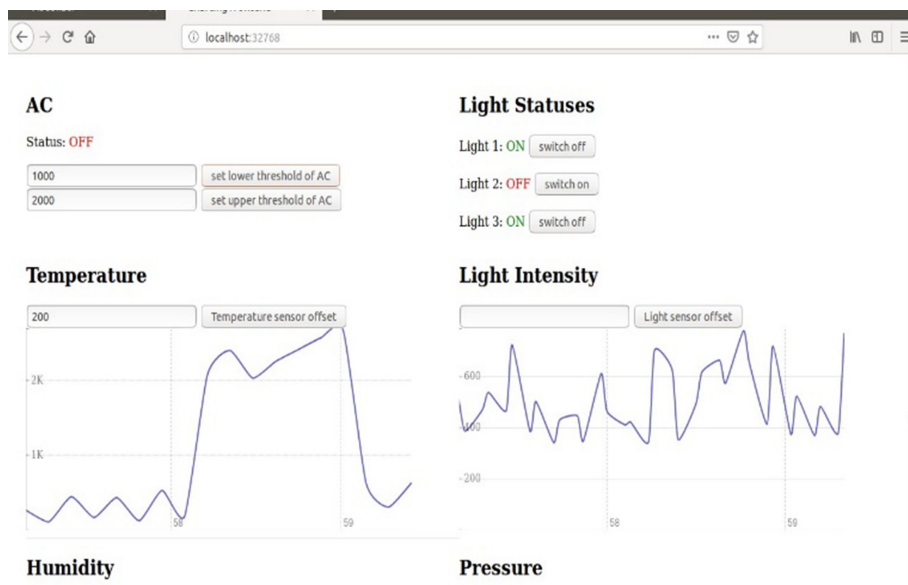 localhost:32768
AC
Status: OFF
1000 set lower threshold of AC
2000 set upper threshold of AC
Light Statuses
Light 1: ON switch off
Light 2: OFF switch on
Light 3: ON switch off
Temperature
200 Temperature sensor offset
2K
1K
58 59
Light Intensity
Light sensor offset
600
400
200
58 59
Humidity
Pressure